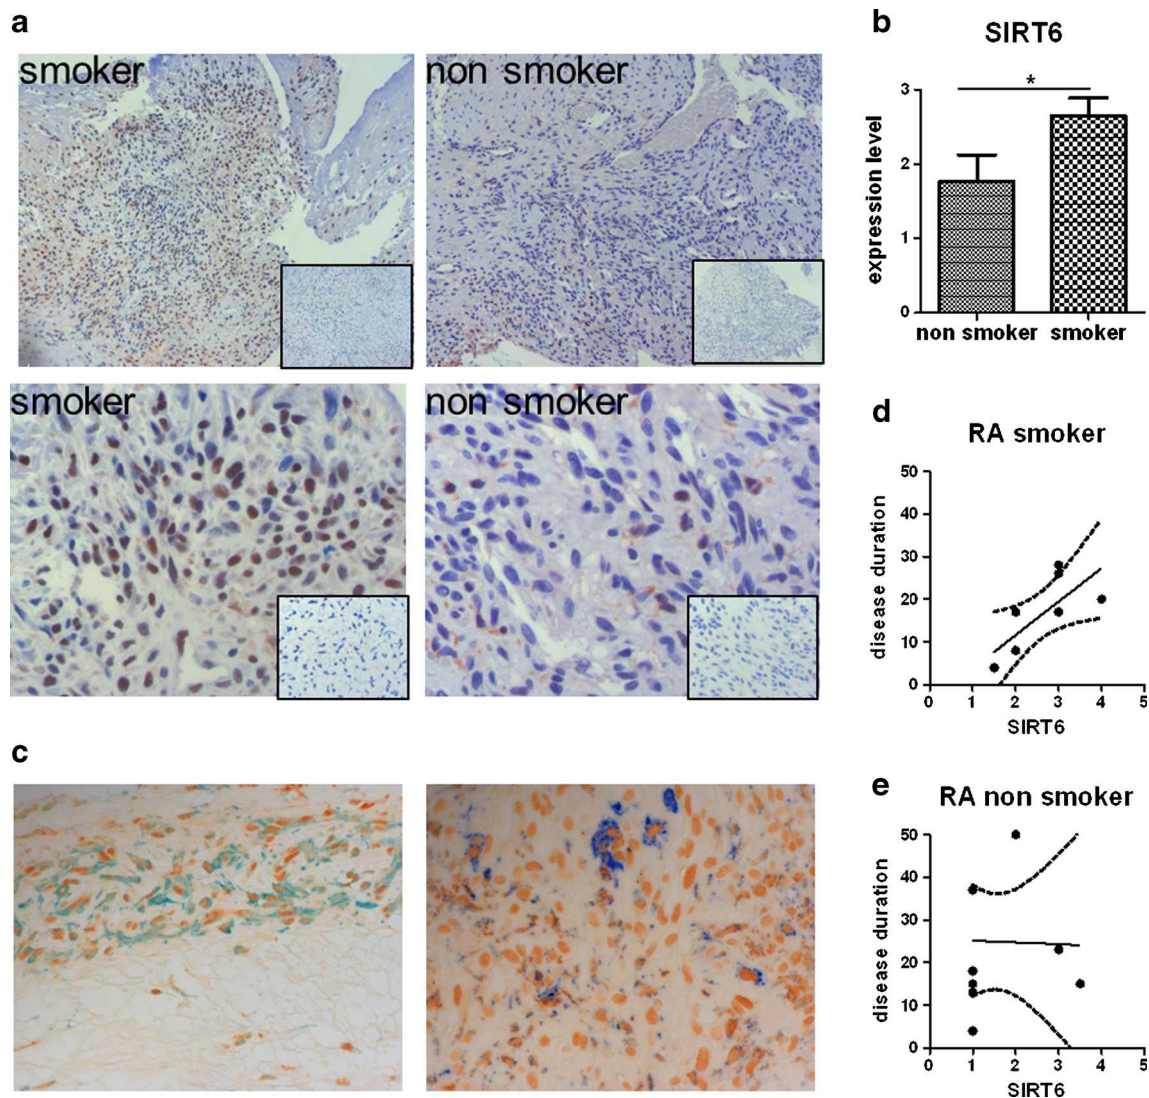 a
smoker
non smoker
smoker
non smoker
b
SIRT6
*
expression level
3
2
1
0
non smoker smoker
c
d
RA smoker
disease duration
50
40
30
20
10
0
0 1 2 3 4 5
SIRT6
e
RA non smoker
disease duration
50
40
30
20
10
0
0 1 2 3 4 5
SIRT6